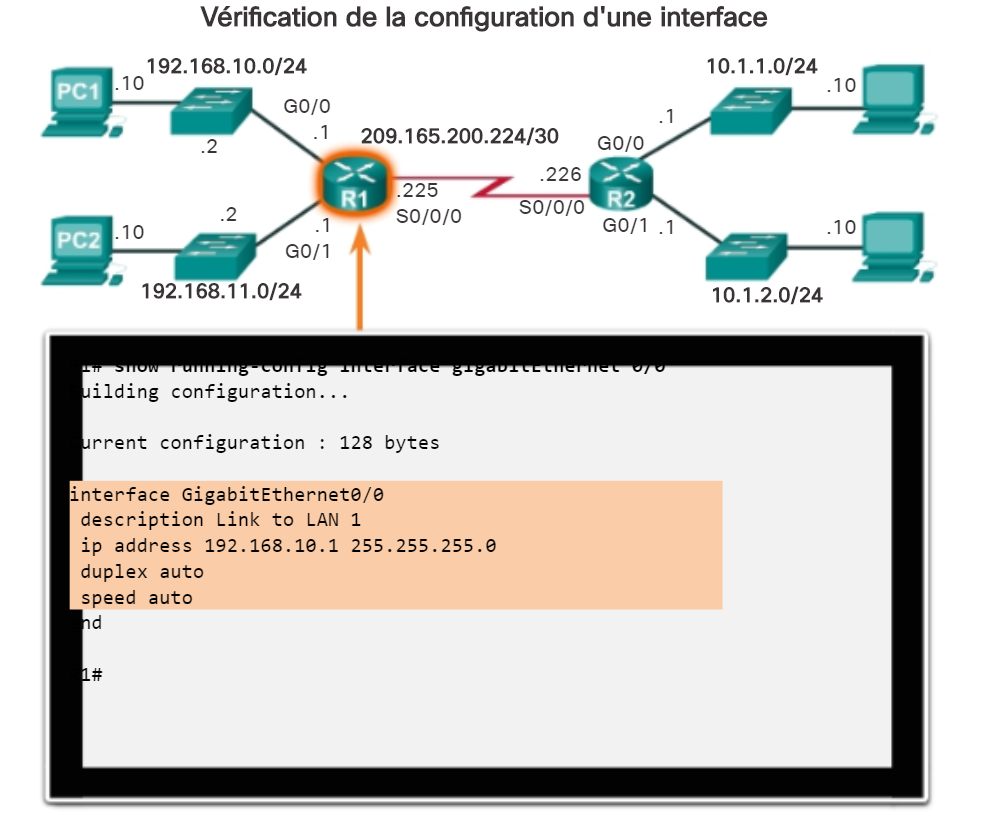 Vérification de la configuration d'une interface
192.168.10.0/24
10.1.1.0/24
PC1
.10
.10
G0/0
.1
.1
209.165.200.224/30
.2
G0/0
.226
R1
.225
R2
S0/0/0
S0/0/0
PC2
.10
.2
.1
G0/1
G0/1
.1
.10
192.168.11.0/24
10.1.2.0/24
1# show running-config interface gigabitEthernet 0/0
uilding configuration...
urrent configuration : 128 bytes
interface GigabitEthernet0/0
description Link to LAN 1
ip address 192.168.10.1 255.255.255.0
duplex auto
speed auto
nd
1#